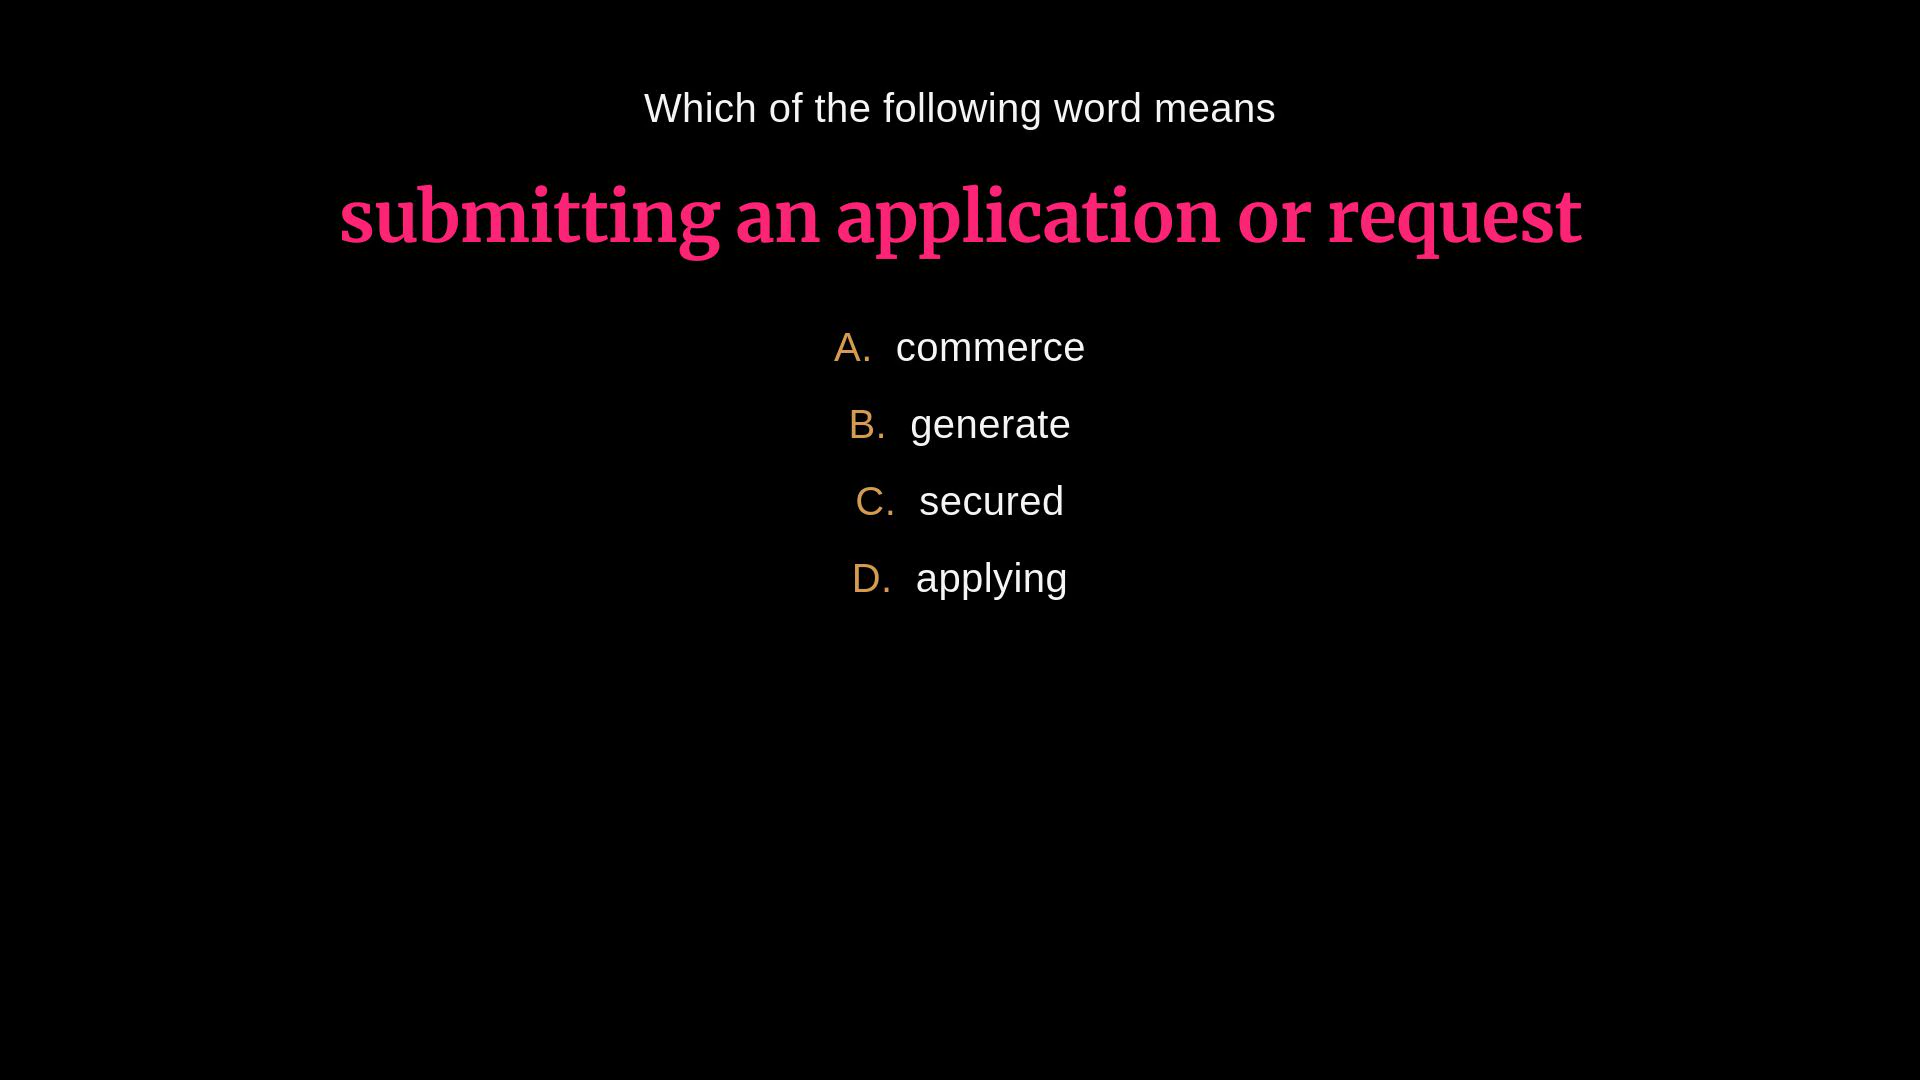 Which of the following word means
submitting an application or request
A. commerce
B. generate
C. secured
D. applying